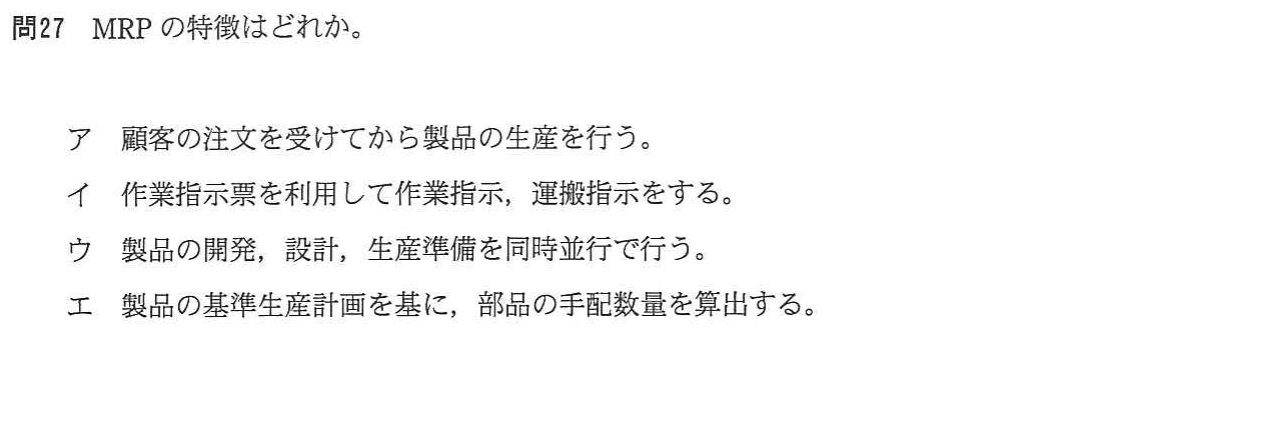 問27　MRP の特徴はどれか。
ア　顧客の注文を受けてから製品の生産を行う。
イ　作業指示票を利用して作業指示，運搬指示をする。
ウ　製品の開発，設計，生産準備を同時並行で行う。
エ　製品の基準生産計画を基に，部品の手配数量を算出する。